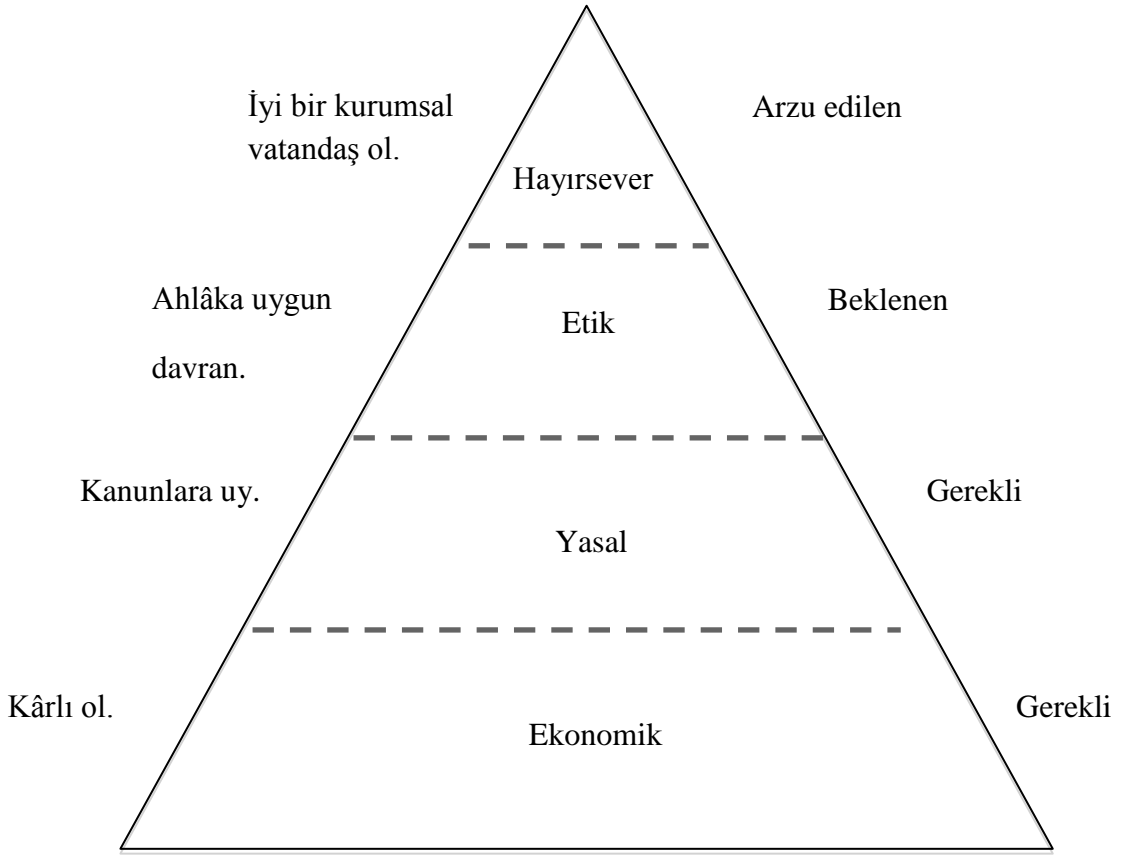 İyi bir kurumsal
vatandaş ol.
Arzu edilen
Hayırsever
Ahlâka uygun
davran.
Beklenen
Etik
Kanunlara uy.
Gerekli
Yasal
Kârlı ol.
Gerekli
Ekonomik